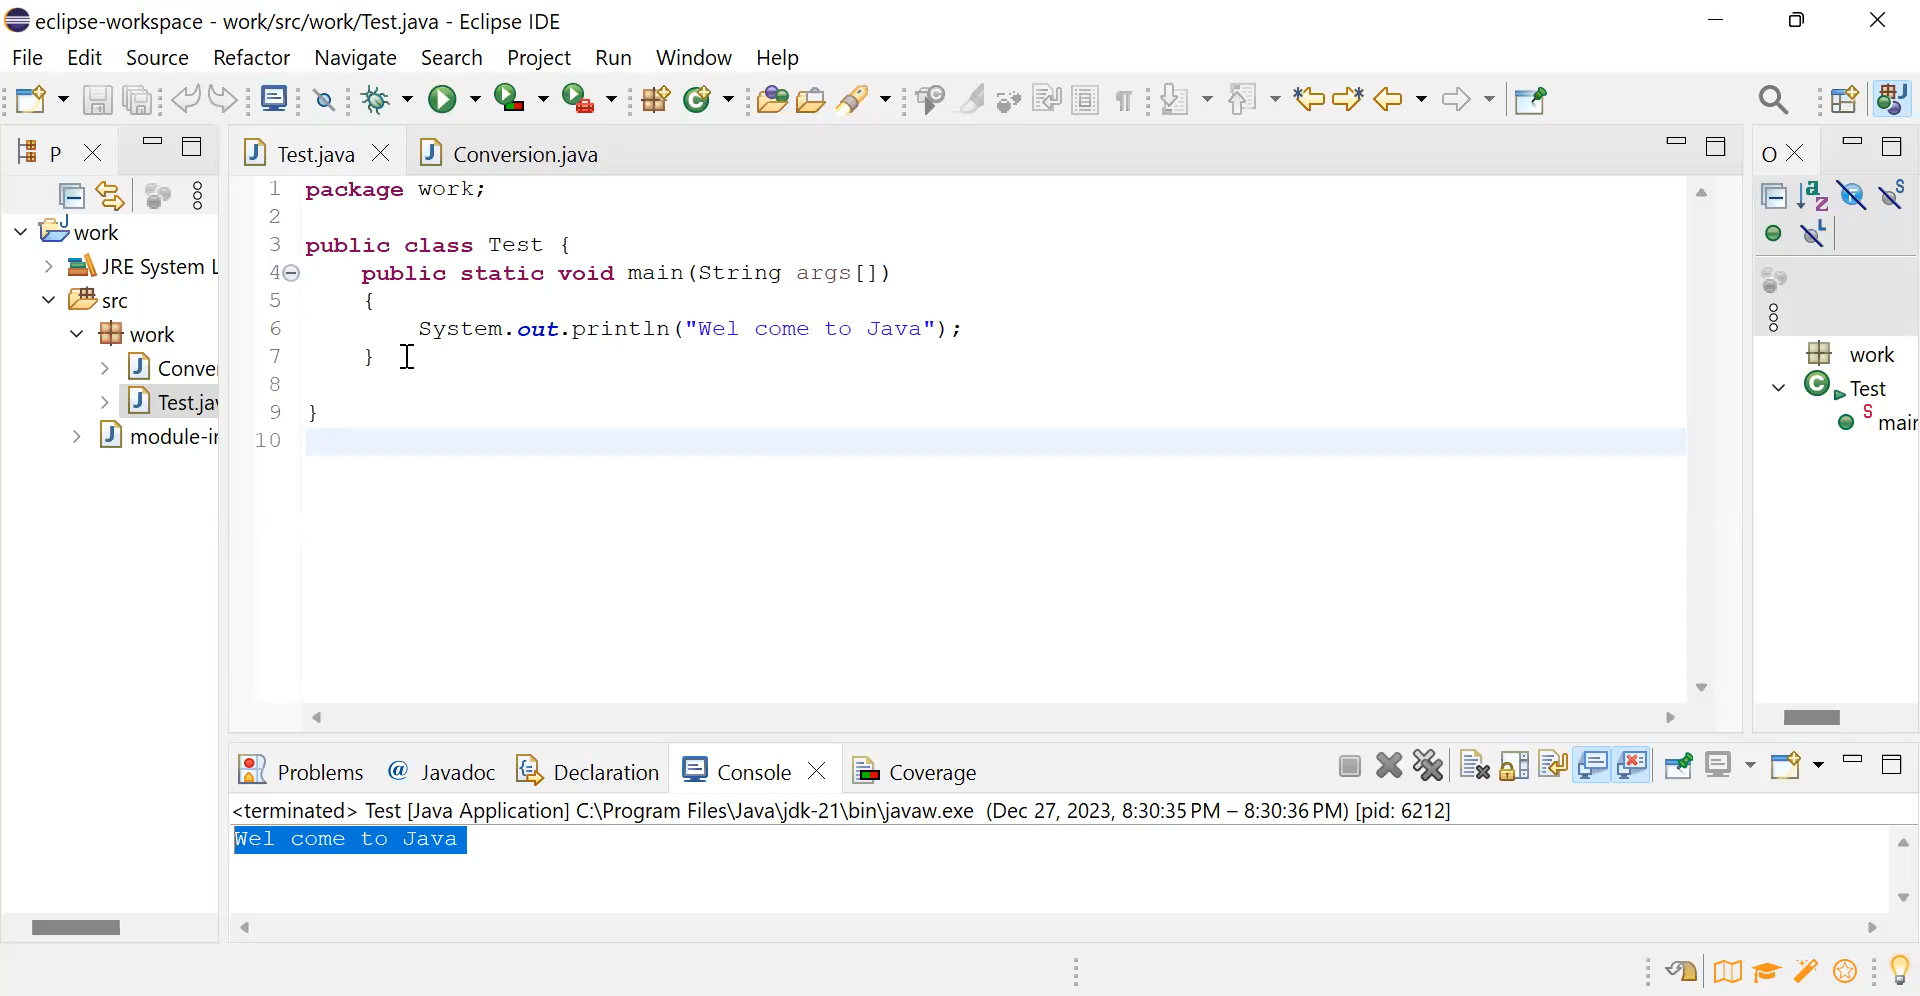 eclipse-workspace - work/src/work/Test.java - Eclipse IDE
File Edit Source Refactor Navigate Search Project Run Window Help
P
work
JRE System L
src
work
Conve
Test.jav
module-in
Test.java
Conversion.java
1 package work;
2
3 public class Test {
4 public static void main(String args[])
5 {
6 System.out.println("Wel come to Java");
7 }
8
9 }
10
O
work
Test
main
Problems
@ Javadoc
Declaration
Console
Coverage
<terminated> Test [Java Application] C:\Program Files\Java\jdk-21\bin\javaw.exe (Dec 27, 2023, 8:30:35 PM – 8:30:36 PM) [pid: 6212]
Wel come to Java